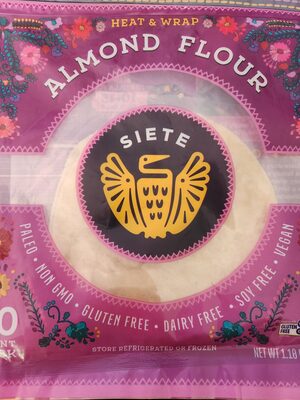 HEAT & WRAP
ALMOND FLOUR
SIETE
PALEO • NON GMO • GLUTEN FREE • DAIRY FREE • SOY FREE • VEGAN
STORE REFRIGERATED OR FROZEN
GLUTEN FREE
NET WT 1.18